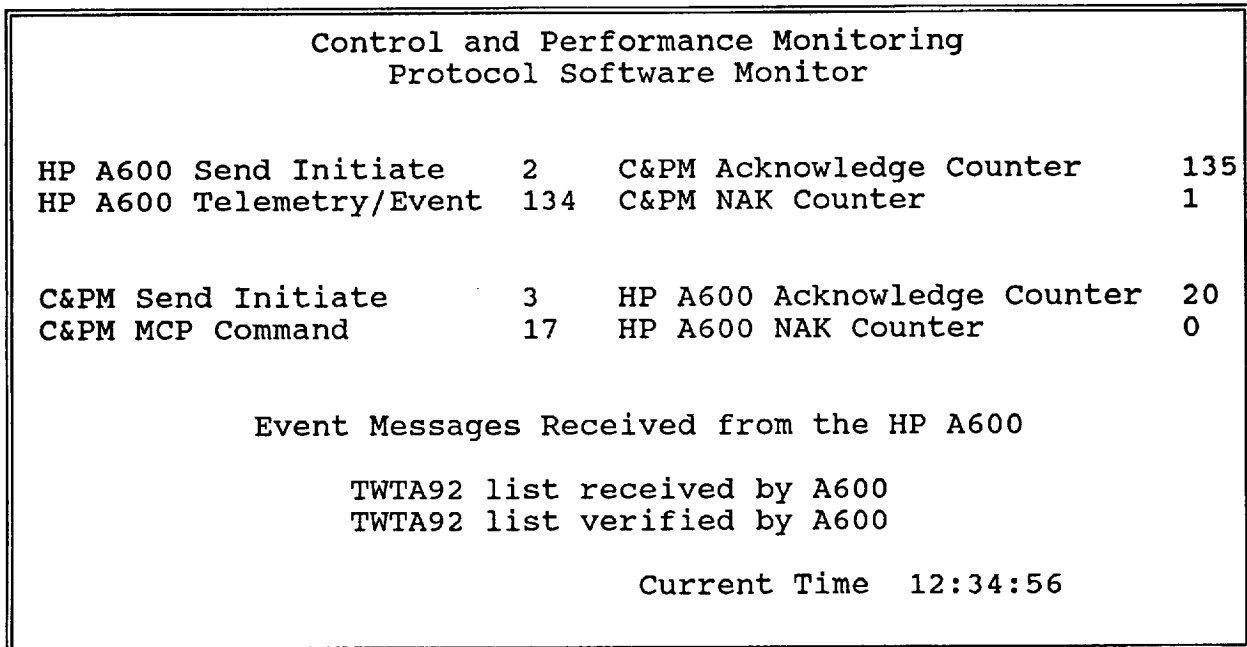 Control and Performance Monitoring
Protocol Software Monitor
HP A600 Send Initiate 2 C&PM Acknowledge Counter 135
HP A600 Telemetry/Event 134 C&PM NAK Counter 1
C&PM Send Initiate 3 HP A600 Acknowledge Counter 20
C&PM MCP Command 17 HP A600 NAK Counter 0
Event Messages Received from the HP A600
TWTA92 list received by A600
TWTA92 list verified by A600
Current Time 12:34:56